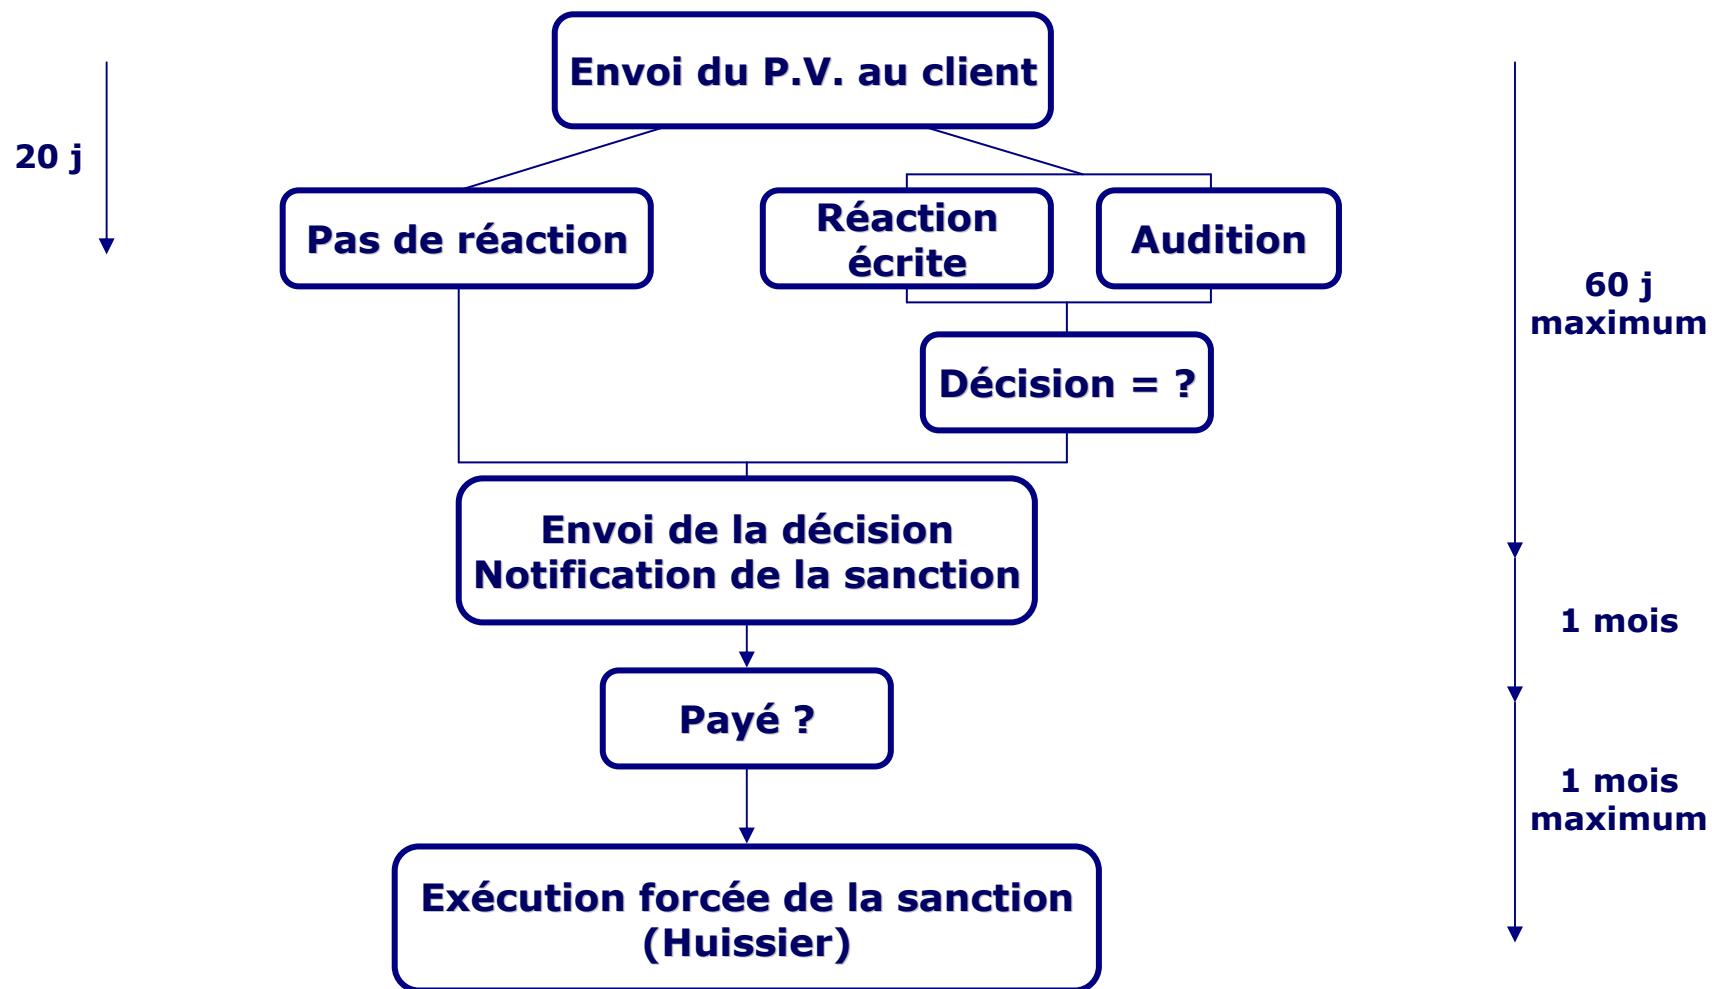 Envoi du P.V. au client
20 j
Pas de réaction
Réaction
écrite
Audition
60 j
maximum
Décision = ?
Envoi de la décision
Notification de la sanction
1 mois
Payé ?
1 mois
maximum
Exécution forcée de la sanction
(Huissier)